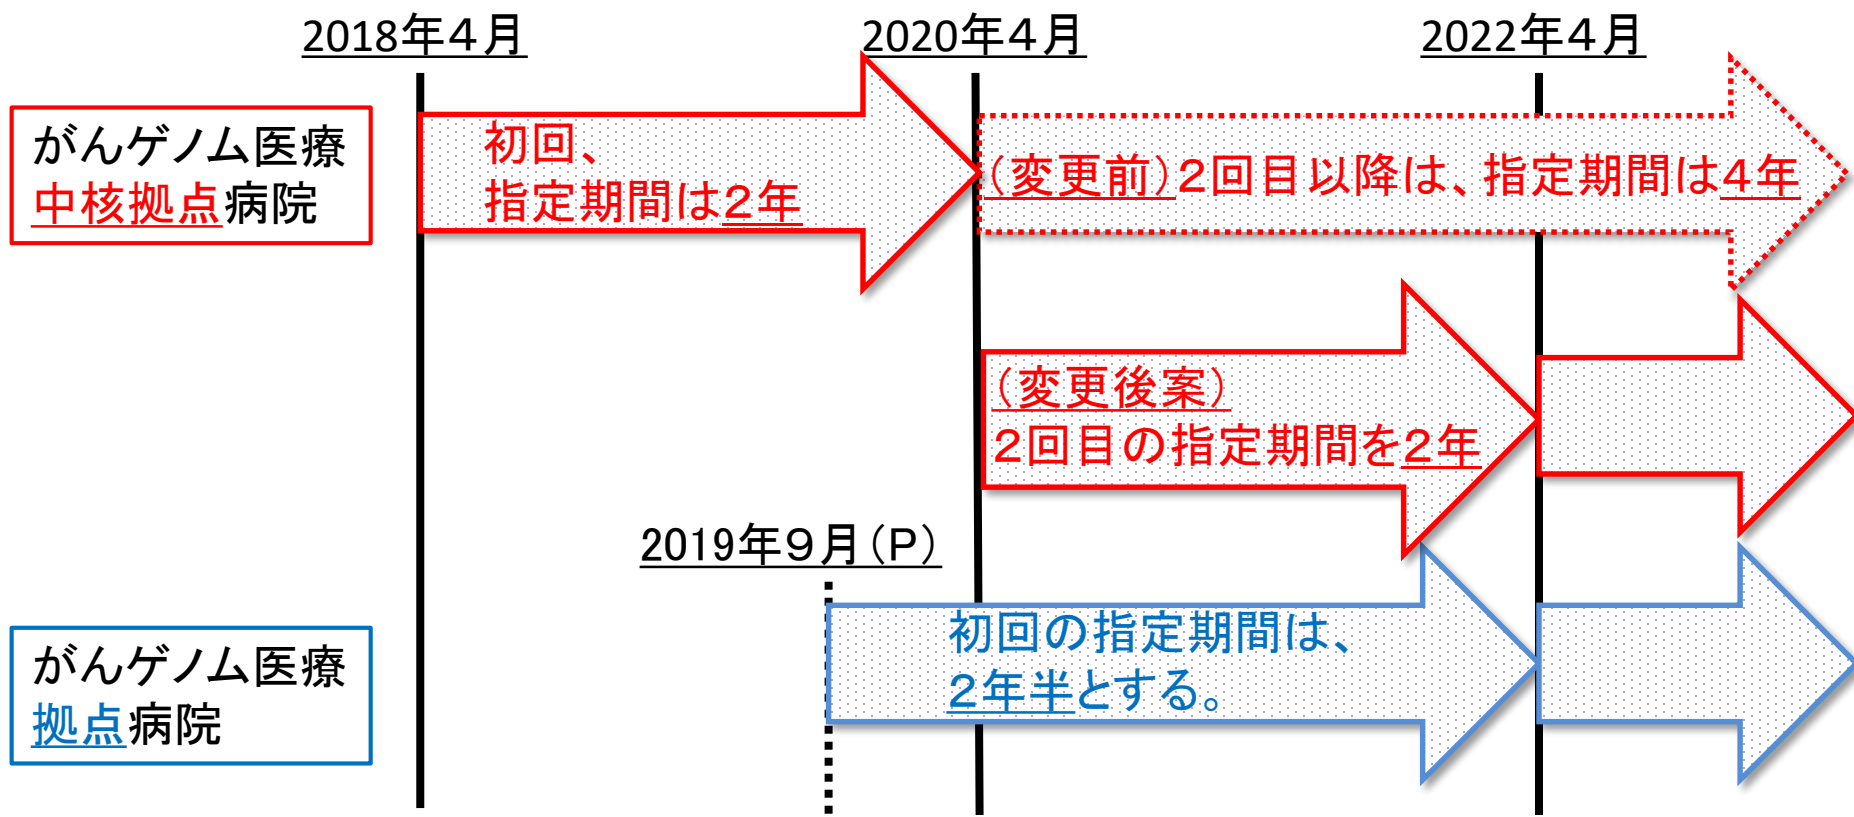 2018年４月
2020年４月
2022年４月
がんゲノム医療
中核拠点病院
初回、
指定期間は２年
（変更前）２回目以降は、指定期間は４年
（変更後案）
２回目の指定期間を２年
2019年９月（Ｐ）
がんゲノム医療
拠点病院
初回の指定期間は、
２年半とする。